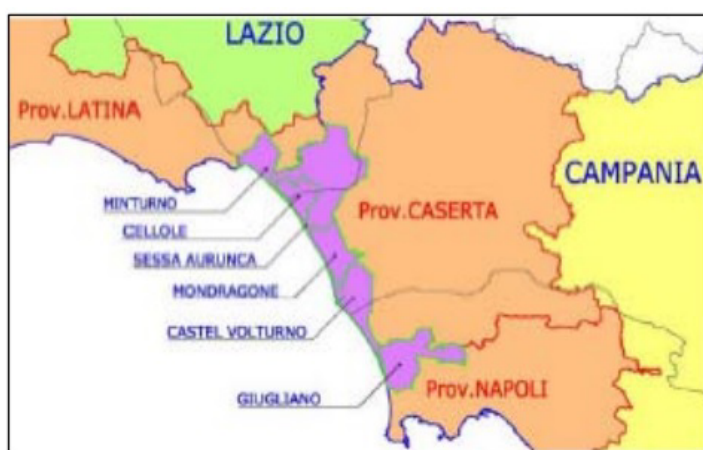 LAZIO
Prov.LATINA
CAMPANIA
MINTURNO
Prov.CASERTA
CELLOLE
SESSA AURUNCA
MONDRAGONE
CASTEL VOLTURNO
GIUGLIANO
Prov.NAPOLI